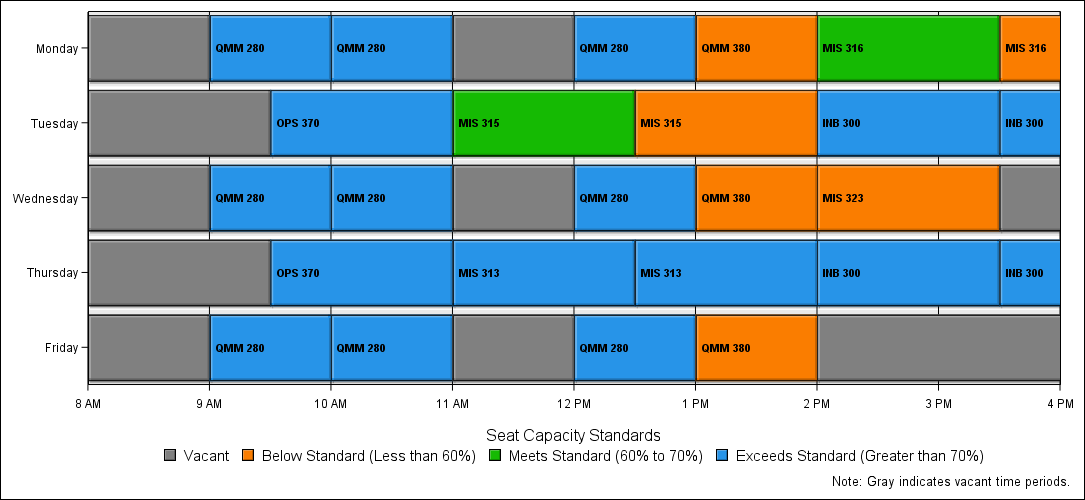 Monday QMM 280 QMM 280 QMM 280 QMM 380 MIS 316 MIS 316
Tuesday OPS 370 MIS 315 MIS 315 INB 300 INB 300
Wednesday QMM 280 QMM 280 QMM 280 QMM 380 MIS 323
Thursday OPS 370 MIS 313 MIS 313 INB 300 INB 300
Friday QMM 280 QMM 280 QMM 280 QMM 380
8 AM 9 AM 10 AM 11 AM 12 PM 1 PM 2 PM 3 PM 4 PM
Seat Capacity Standards
Vacant Below Standard (Less than 60%) Meets Standard (60% to 70%) Exceeds Standard (Greater than 70%)
Note: Gray indicates vacant time periods.